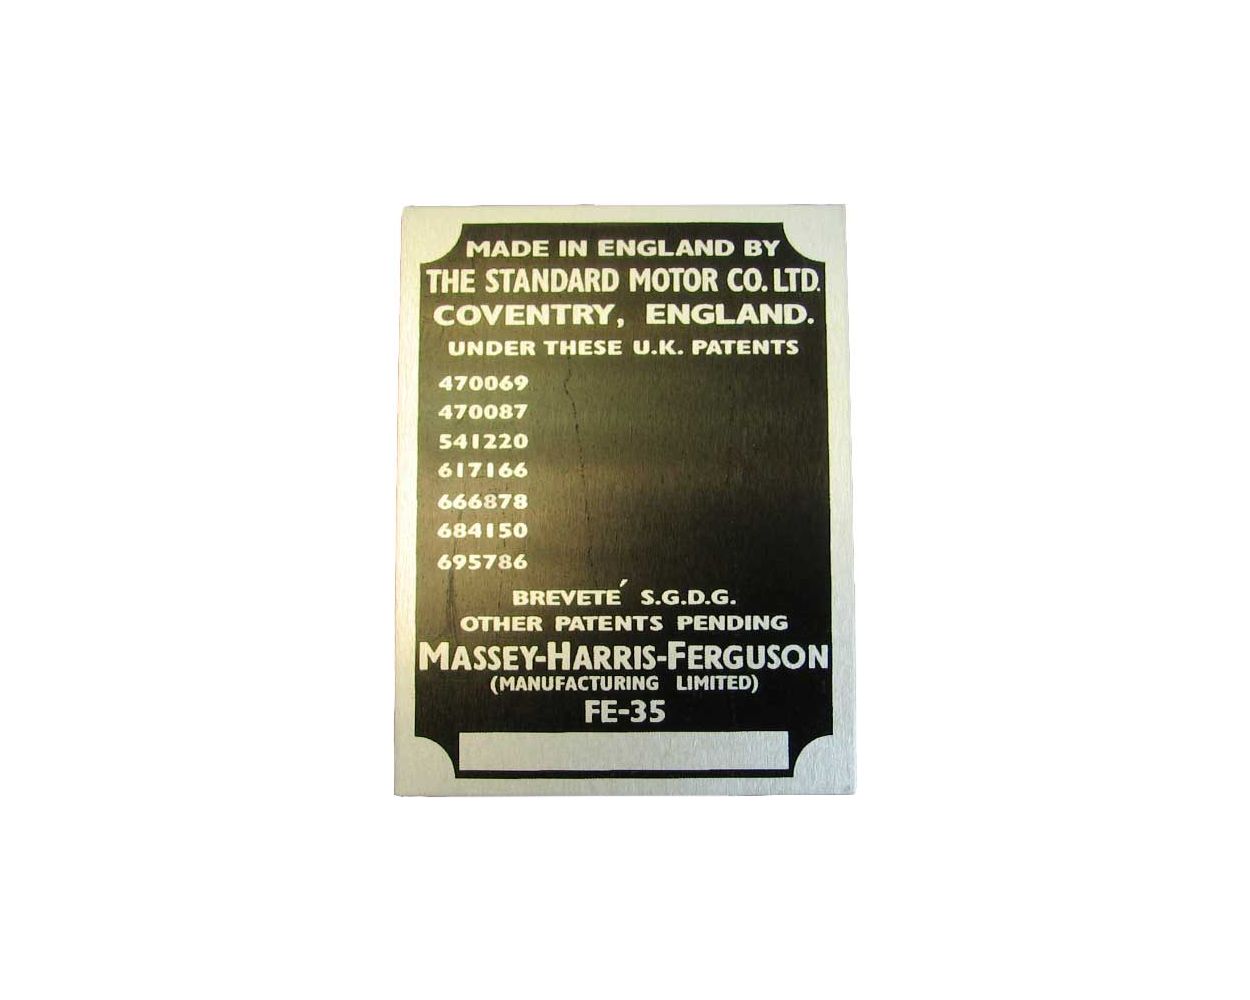 MADE IN ENGLAND BY
THE STANDARD MOTOR CO. LTD.
COVENTRY, ENGLAND.
UNDER THESE U.K. PATENTS
470069
470087
541220
617166
666878
684150
695786
BREVETÉ S.G.D.G.
OTHER PATENTS PENDING
MASSEY-HARRIS-FERGUSON
(MANUFACTURING LIMITED)
FE-35